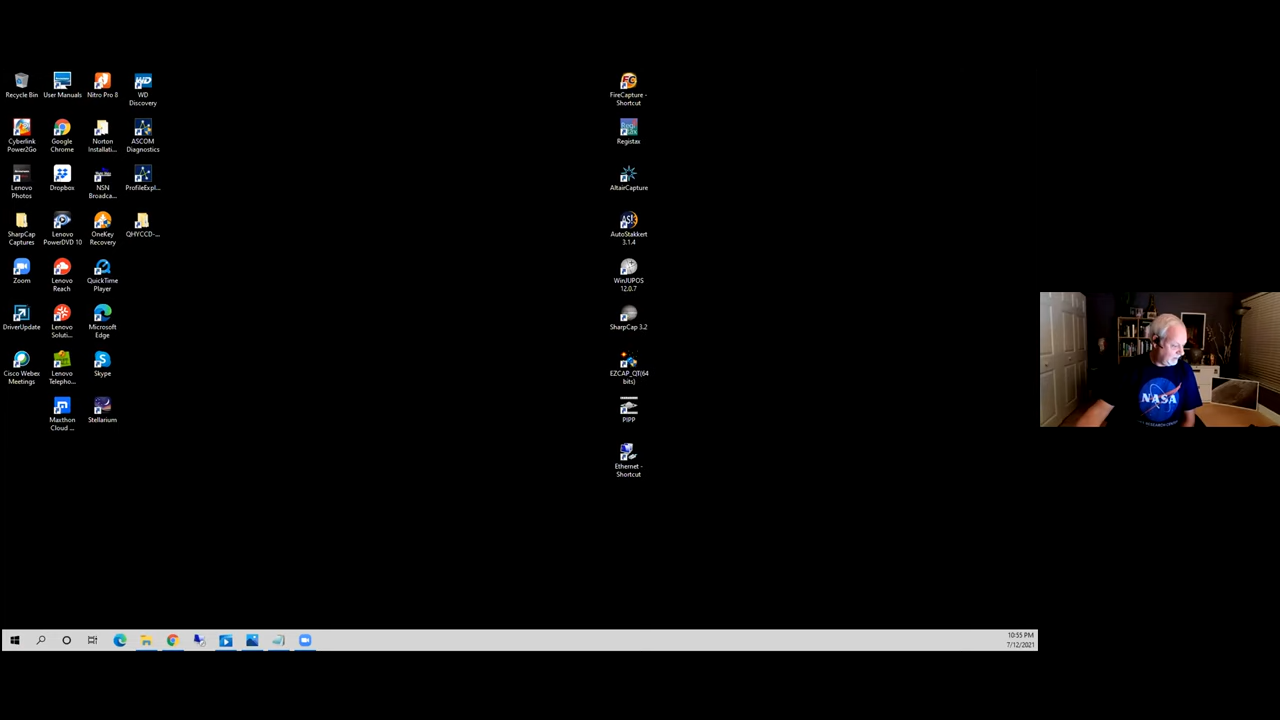 Recycle Bin
User Manuals
Nitro Pro 8
WD
Discovery
FireCapture -
Shortcut
Cyberlink
Power2Go
Google
Chrome
Norton
Installati...
ASCOM
Diagnostics
Registax
Lenovo
Photos
Dropbox
NSN
Broadca...
ProfileExpl...
AltairCapture
SharpCap
Captures
Lenovo
PowerDVD 10
OneKey
Recovery
QHYCCD-...
AutoStakkert
3.1.4
Zoom
Lenovo
Reach
QuickTime
Player
WinJUPOS
12.0.7
DriverUpdate
Lenovo
Soluti...
Microsoft
Edge
SharpCap 3.2
Cisco Webex
Meetings
Lenovo
Telepho...
Skype
EZCAP_QT(64
bits)
Maxthon
Cloud ...
Stellarium
PIPP
Ethernet -
Shortcut
NASA
10:55 PM
7/12/2021